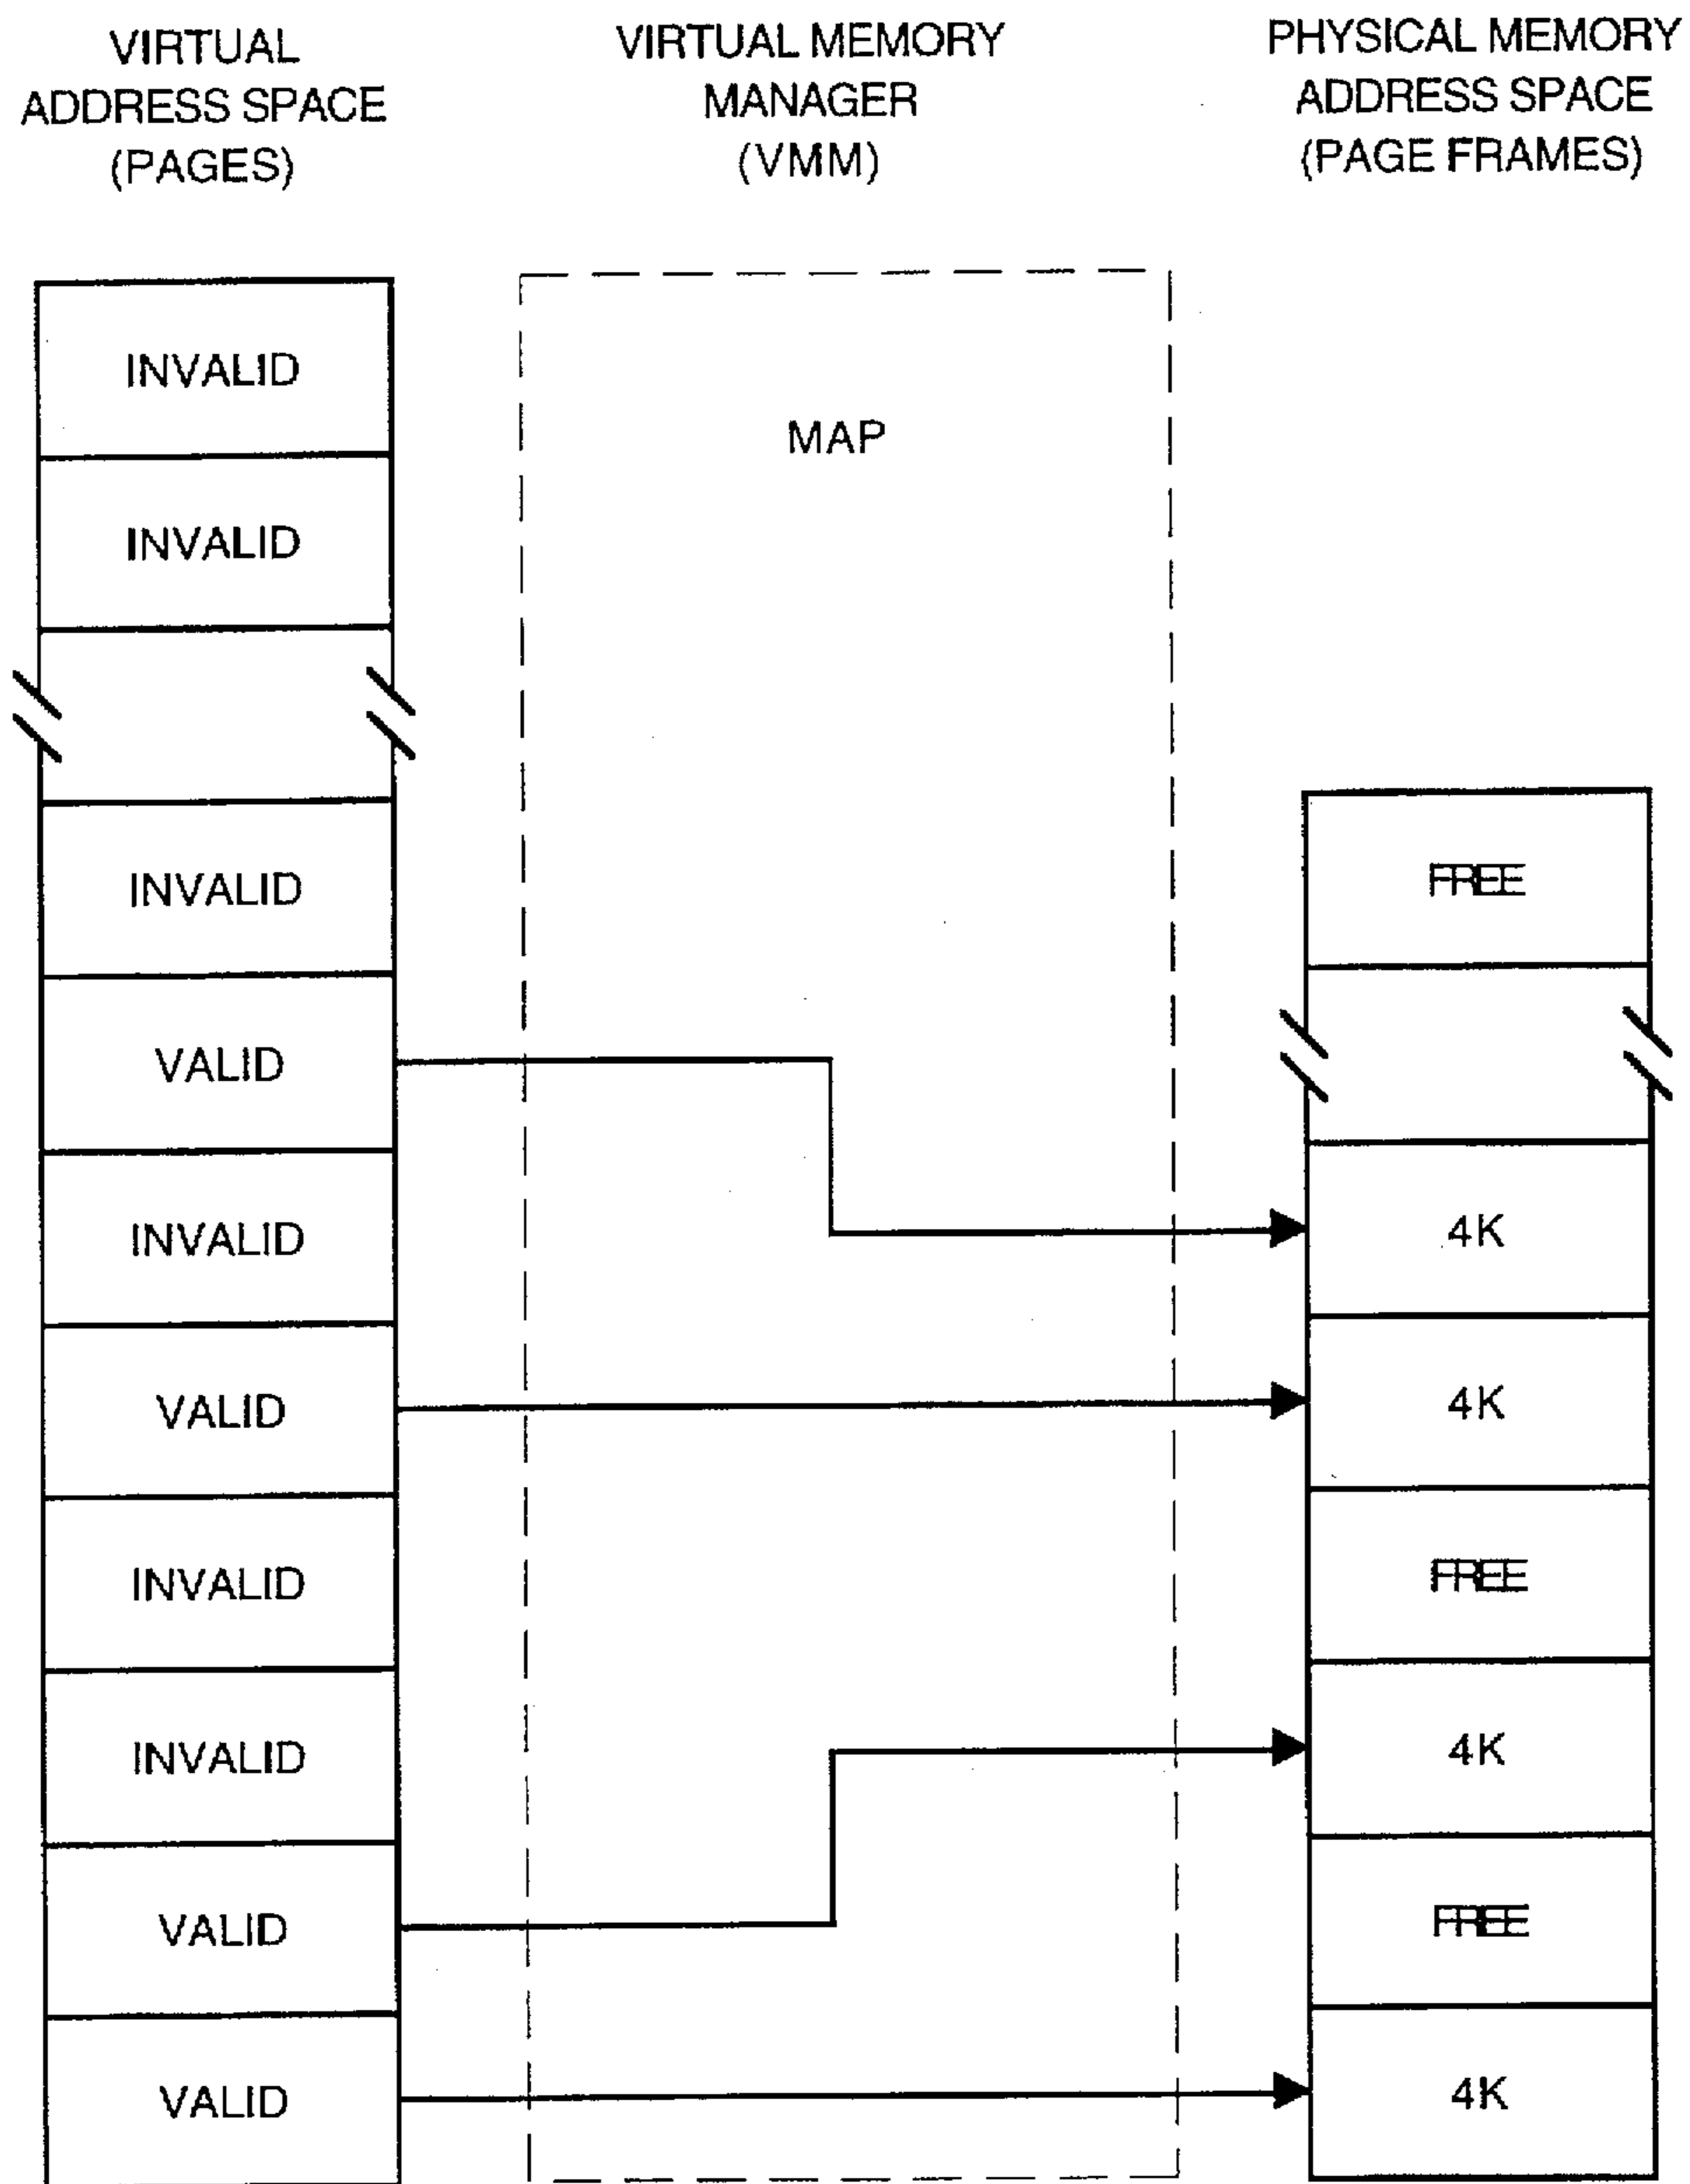 VIRTUAL
ADDRESS SPACE
(PAGES)
VIRTUAL MEMORY
MANAGER
(VMM)
PHYSICAL MEMORY
ADDRESS SPACE
(PAGE FRAMES)
INVALID
INVALID
INVALID
VALID
INVALID
VALID
INVALID
INVALID
VALID
VALID
MAP
FREE
4K
4K
FREE
4K
FREE
4K